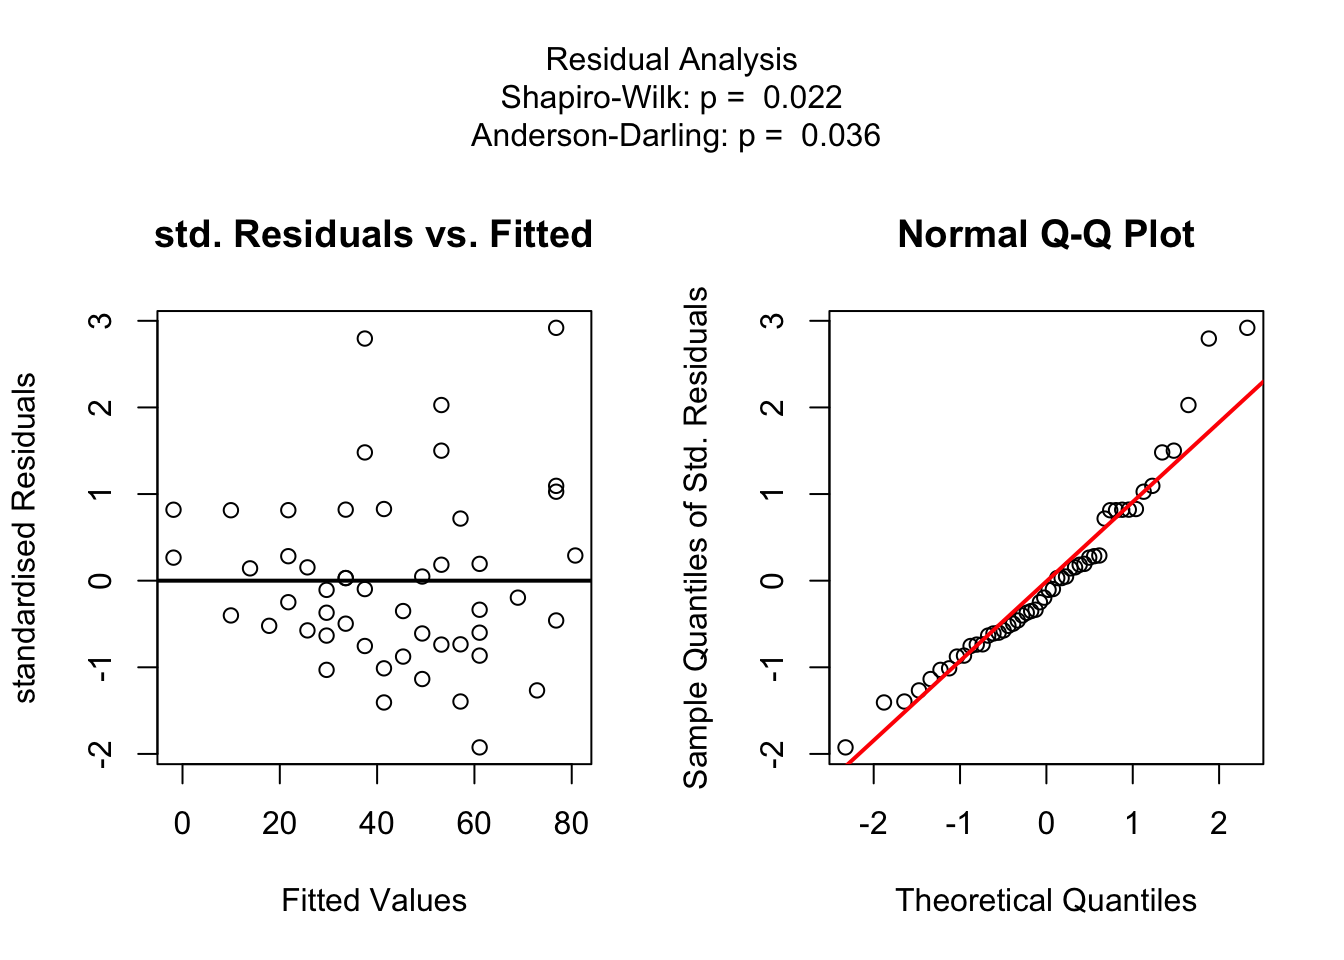 Residual Analysis
Shapiro-Wilk: p =  0.022
Anderson-Darling: p =  0.036
std. Residuals vs. Fitted
standardised Residuals
3
2
1
0
-1
-2
0 20 40 60 80
Fitted Values
Normal Q-Q Plot
Sample Quantiles of Std. Residuals
3
2
1
0
-1
-2
-2 -1 0 1 2
Theoretical Quantiles